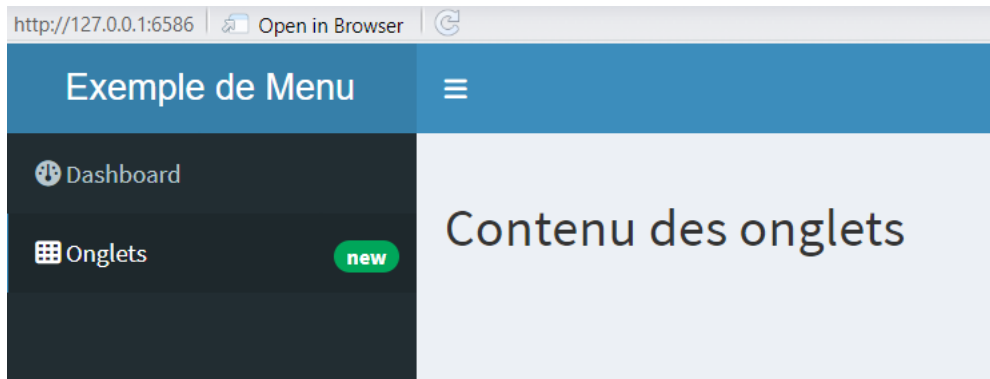 http://127.0.0.1:6586 Open in Browser
Exemple de Menu
Dashboard
Onglets new
Contenu des onglets